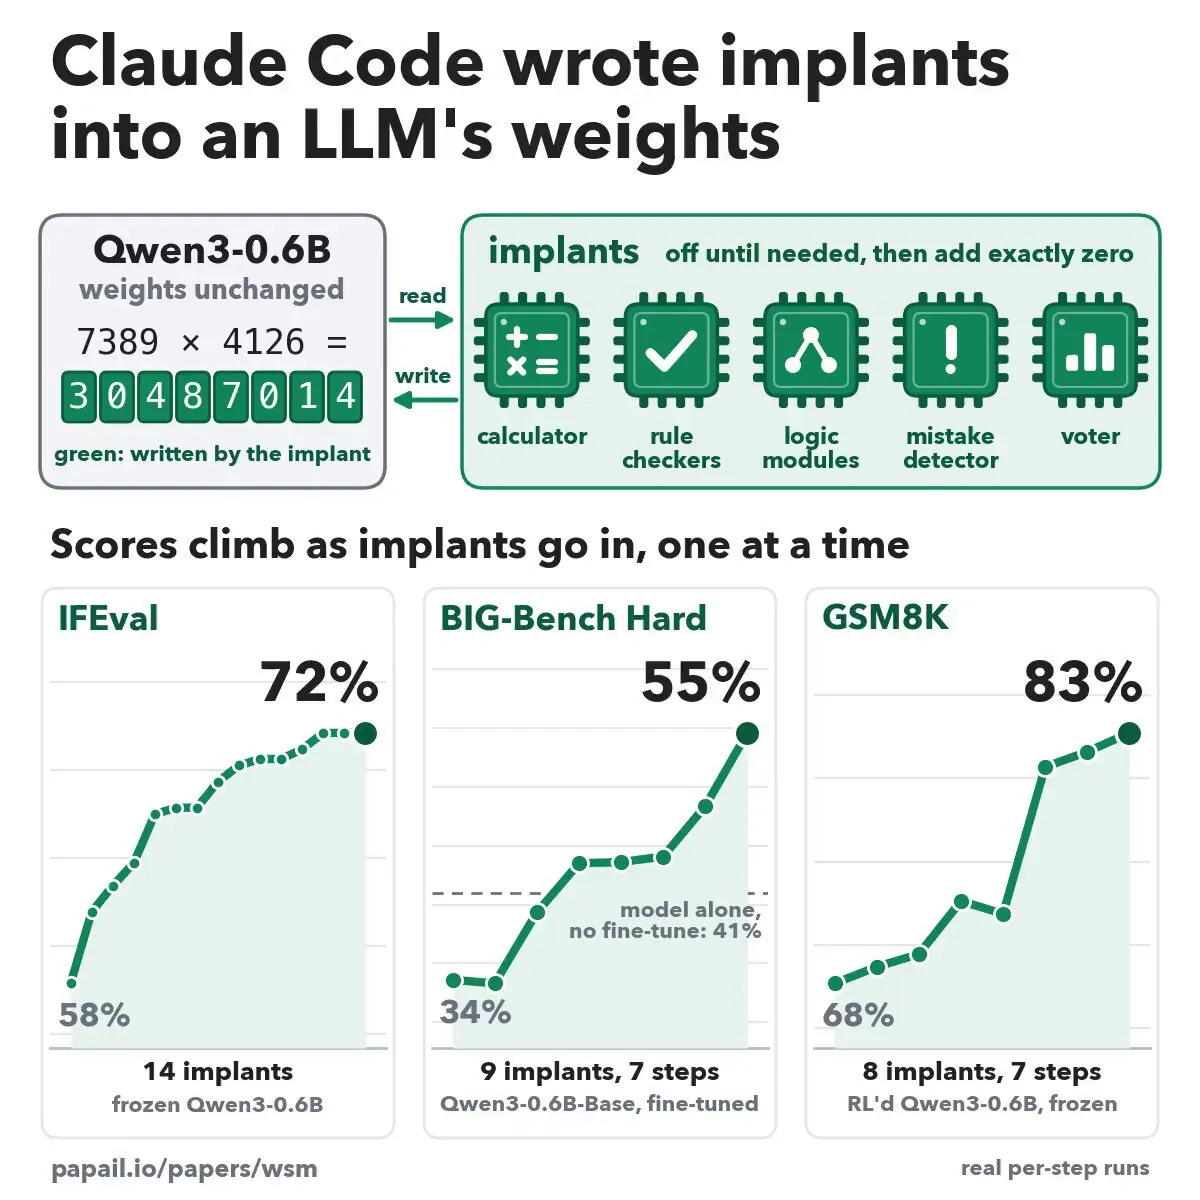 Claude Code wrote implants
into an LLM's weights
Qwen3-0.6B
weights unchanged
7389 × 4126 =
30487014
green: written by the implant
read
write
implants off until needed, then add exactly zero
calculator
rule
checkers
logic
modules
mistake
detector
voter
Scores climb as implants go in, one at a time
IFEval
72%
58%
14 implants
frozen Qwen3-0.6B
BIG-Bench Hard
55%
model alone,
no fine-tune: 41%
34%
9 implants, 7 steps
Qwen3-0.6B-Base, fine-tuned
GSM8K
83%
68%
8 implants, 7 steps
RL'd Qwen3-0.6B, frozen
papail.io/papers/wsm
real per-step runs